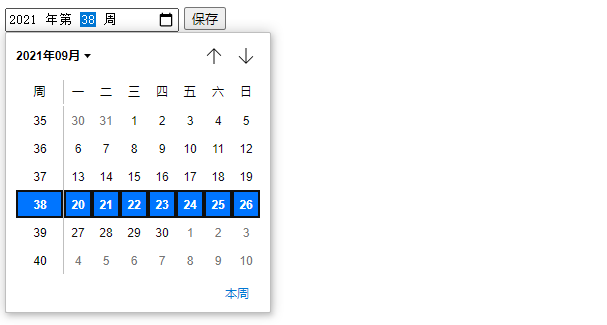 2021 年第 38 周 保存
2021年09月
周 一 二 三 四 五 六 日
35 30 31 1 2 3 4 5
36 6 7 8 9 10 11 12
37 13 14 15 16 17 18 19
38 20 21 22 23 24 25 26
39 27 28 29 30 1 2 3
40 4 5 6 7 8 9 10
本周